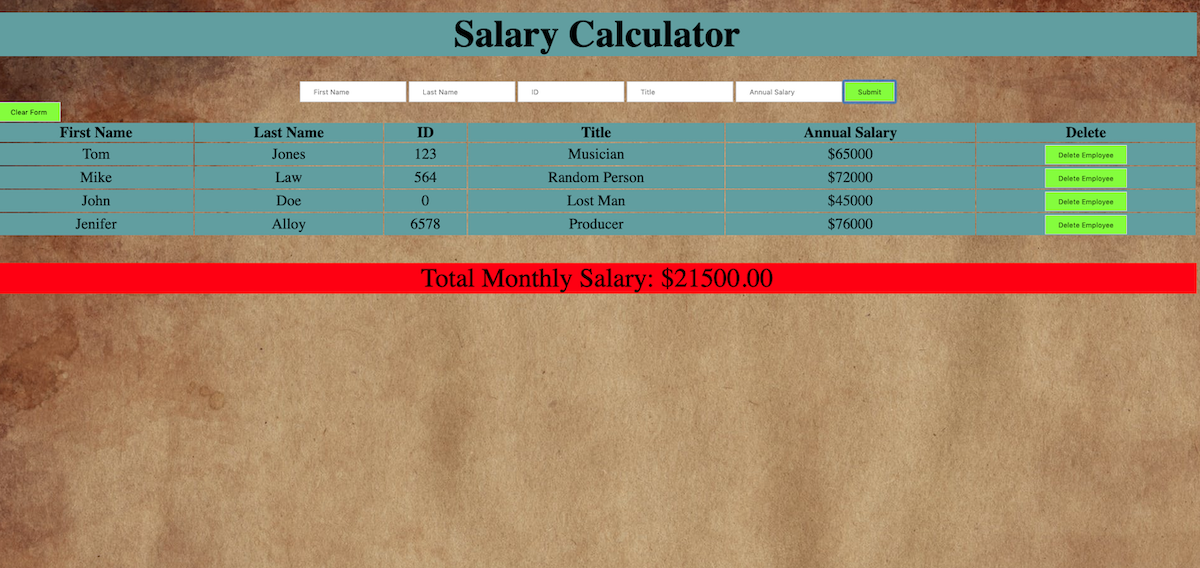 Salary Calculator
First Name Last Name ID Title Annual Salary Submit
Clear Form
First Name Last Name ID Title Annual Salary Delete
Tom Jones 123 Musician $65000 Delete Employee
Mike Law 564 Random Person $72000 Delete Employee
John Doe 0 Lost Man $45000 Delete Employee
Jenifer Alloy 6578 Producer $76000 Delete Employee
Total Monthly Salary: $21500.00